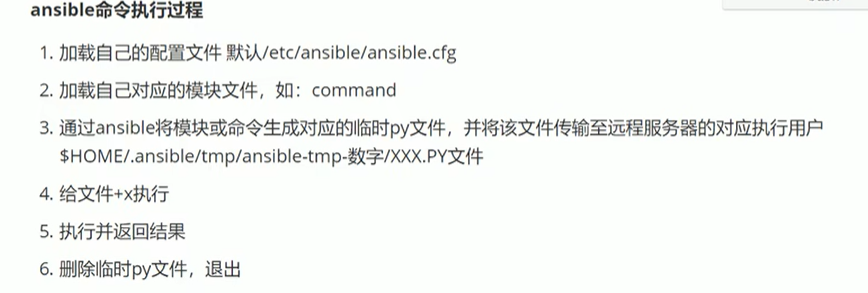 ansible命令执行过程
1. 加载自己的配置文件 默认/etc/ansible/ansible.cfg
2. 加载自己对应的模块文件，如：command
3. 通过ansible将模块或命令生成对应的临时py文件，并将该文件传输至远程服务器的对应执行用户
$HOME/.ansible/tmp/ansible-tmp-数字/XXX.PY文件
4. 给文件+x执行
5. 执行并返回结果
6. 删除临时py文件，退出